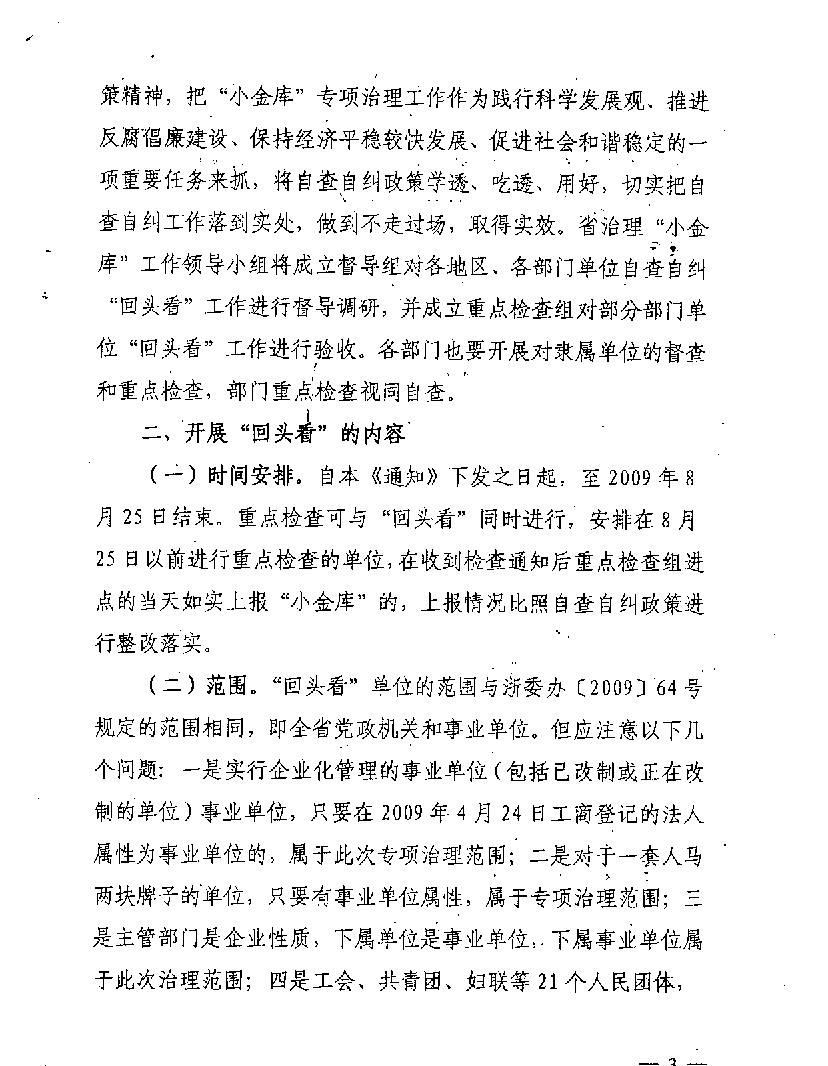 策精神，把“小金库”专项治理工作作为践行科学发展观、推进
反腐倡廉建设、保持经济平稳较快发展、促进社会和谐稳定的一
项重要任务来抓，将自查自纠政策学透、吃透、用好，切实把自
查自纠工作落到实处，做到不走过场，取得实效。省治理“小金
库”工作领导小组将成立督导组对各地区、各部门单位自查自纠
“回头看”工作进行督导调研，并成立重点检查组对部分部门单
位“回头看”工作进行验收。各部门也要开展对隶属单位的督查
和重点检查，部门重点检查视同自查。
二、开展“回头看”的内容
（一）时间安排。自本《通知》下发之日起，至 2009 年 8
月 25 日结束。重点检查可与“回头看”同时进行，安排在 8 月
25 日以前进行重点检查的单位，在收到检查通知后重点检查组进
点的当天如实上报“小金库”的，上报情况比照自查自纠政策进
行整改落实。
（二）范围。“回头看”单位的范围与浙委办〔2009〕64 号
规定的范围相同，即全省党政机关和事业单位。但应注意以下几
个问题：一是实行企业化管理的事业单位（包括已改制或正在改
制的单位）事业单位，只要在 2009 年 4 月 24 日工商登记的法人
属性为事业单位的，属于此次专项治理范围；二是对于一套人马
两块牌子的单位，只要有事业单位属性，属于专项治理范围；三
是主管部门是企业性质，下属单位是事业单位，下属事业单位属
于此次治理范围；四是工会、共青团、妇联等 21 个人民团体，
— 3 —